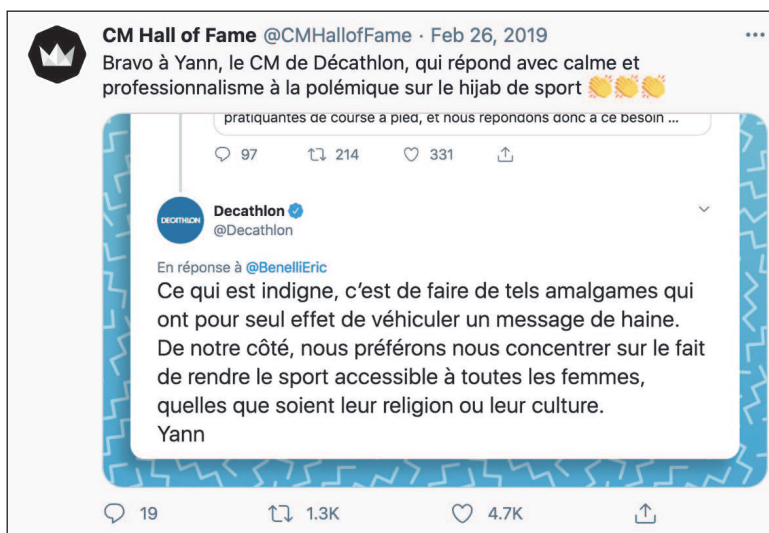 CM Hall of Fame @CMHallofFame · Feb 26, 2019
Bravo à Yann, le CM de Décathlon, qui répond avec calme et
professionnalisme à la polémique sur le hijab de sport 👏👏👏
pratiquantes de course à pied, et nous répondons donc à ce besoin ...
97 214 331
DECATHLON
Decathlon
@Decathlon
En réponse à @BenelliEric
Ce qui est indigne, c'est de faire de tels amalgames qui
ont pour seul effet de véhiculer un message de haine.
De notre côté, nous préférons nous concentrer sur le fait
de rendre le sport accessible à toutes les femmes,
quelles que soient leur religion ou leur culture.
Yann
19 1.3K 4.7K